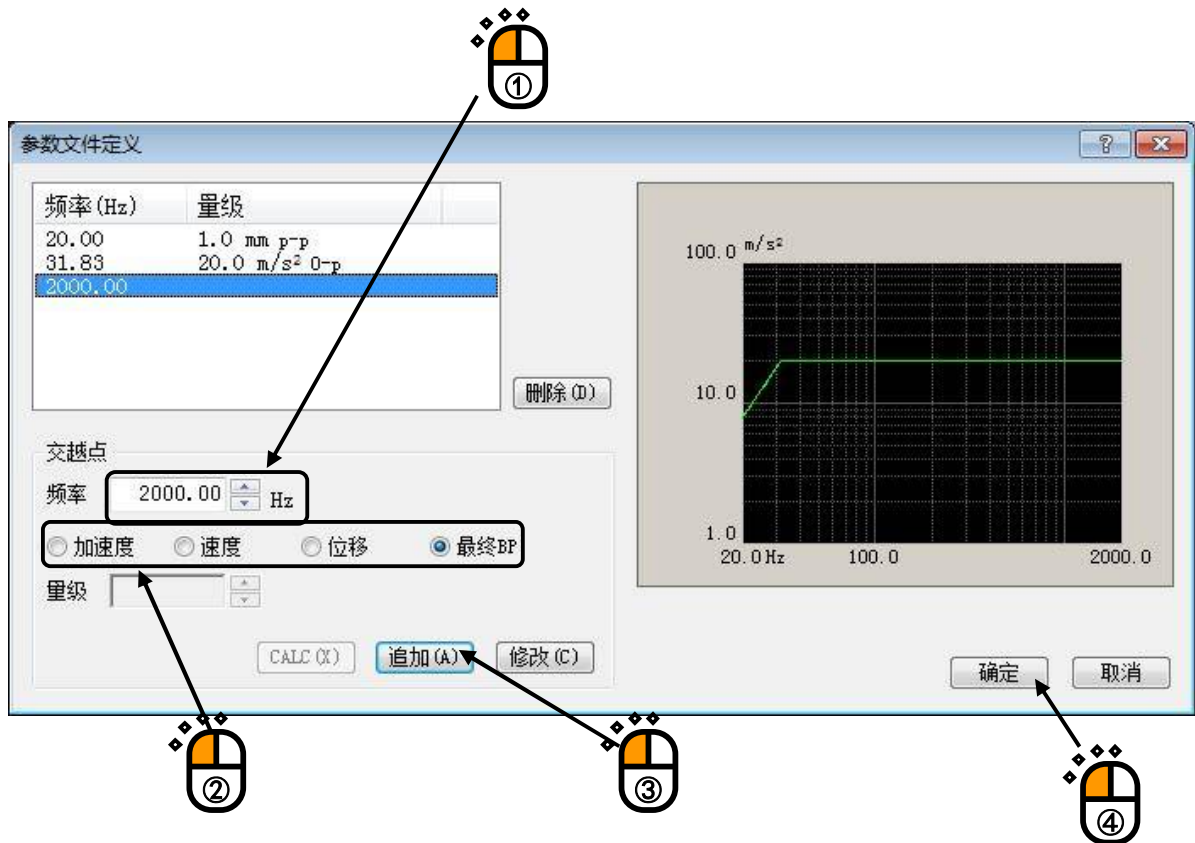 ①
参数文件定义
频率(Hz) 量级
20.00 1.0 mm p-p
31.83 20.0 m/s² 0-p
2000.00
删除(D)
交越点
频率 2000.00 Hz
加速度 速度 位移 最终BP
量级
CALC(X) 追加(A) 修改(C)
100.0 m/s²
10.0
1.0
20.0Hz 100.0 2000.0
确定 取消
②
③
④